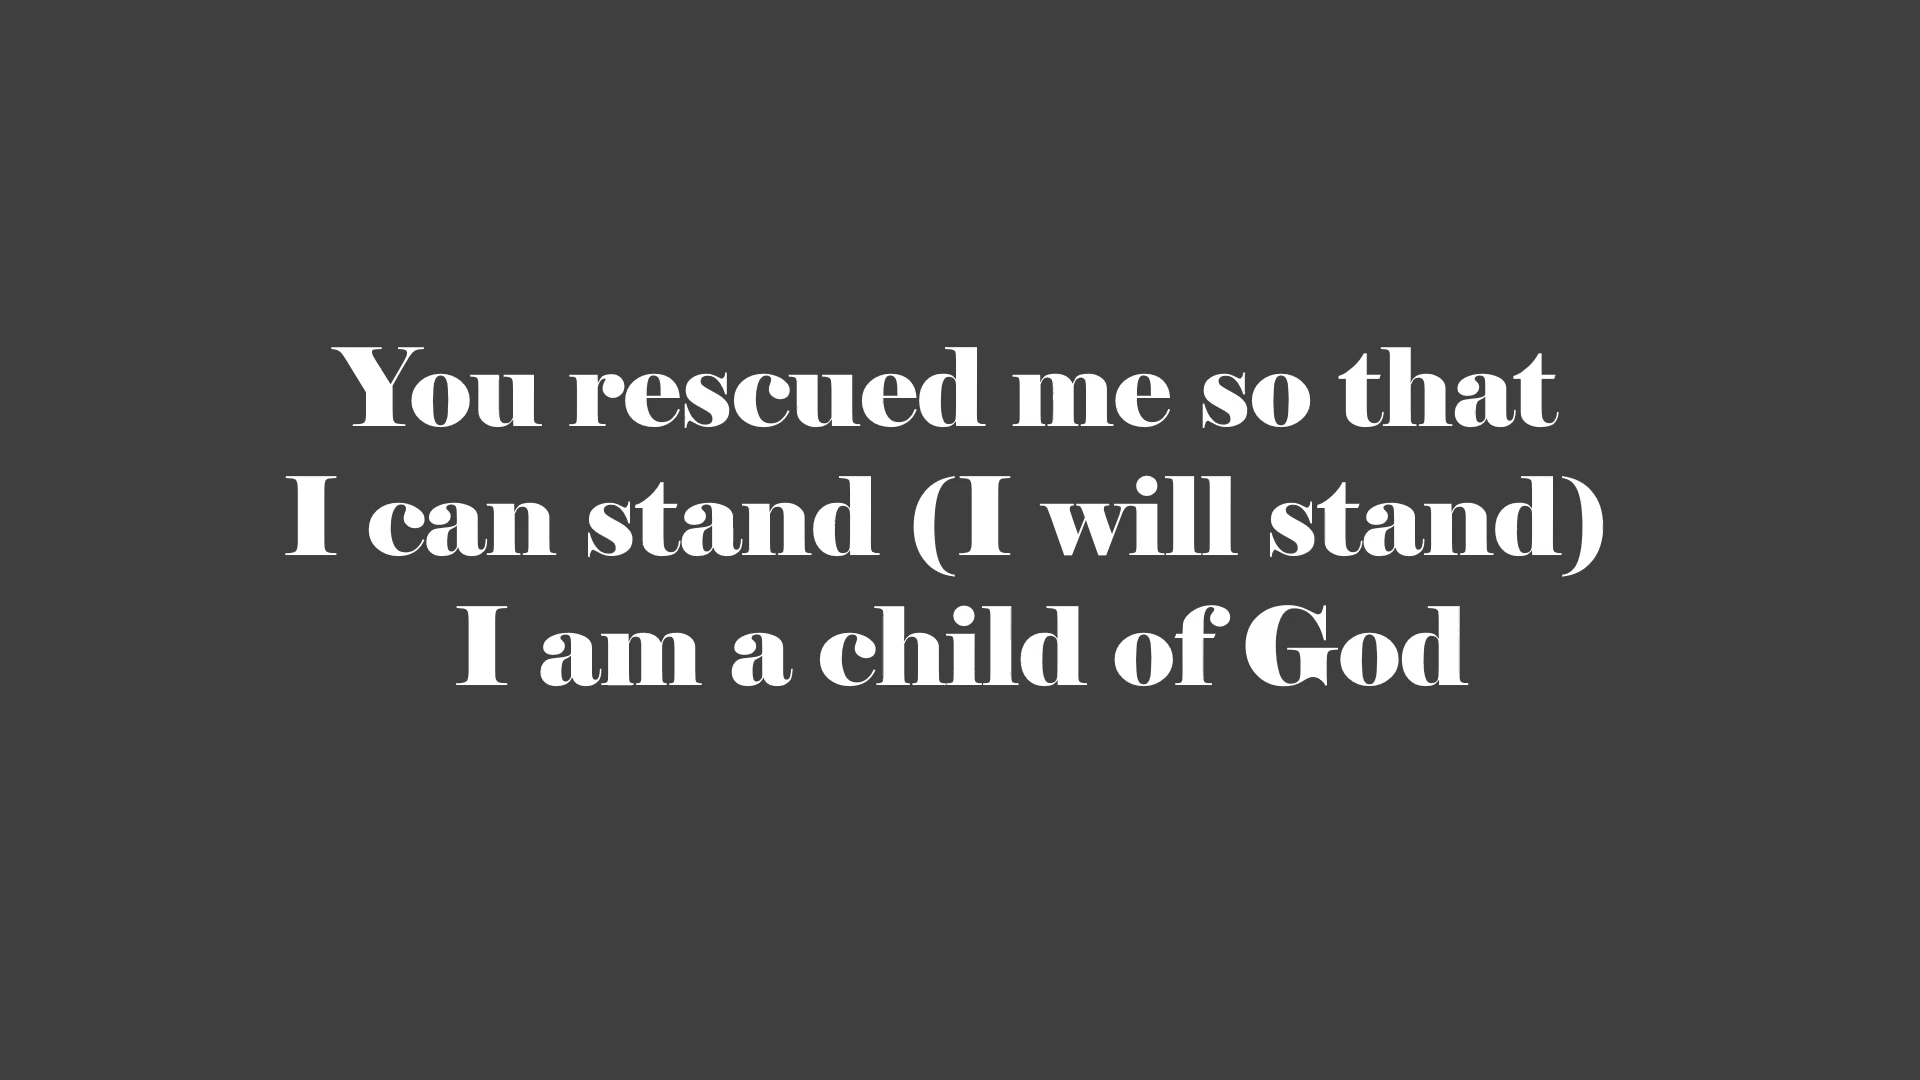 You rescued me so that
I can stand (I will stand)
I am a child of God